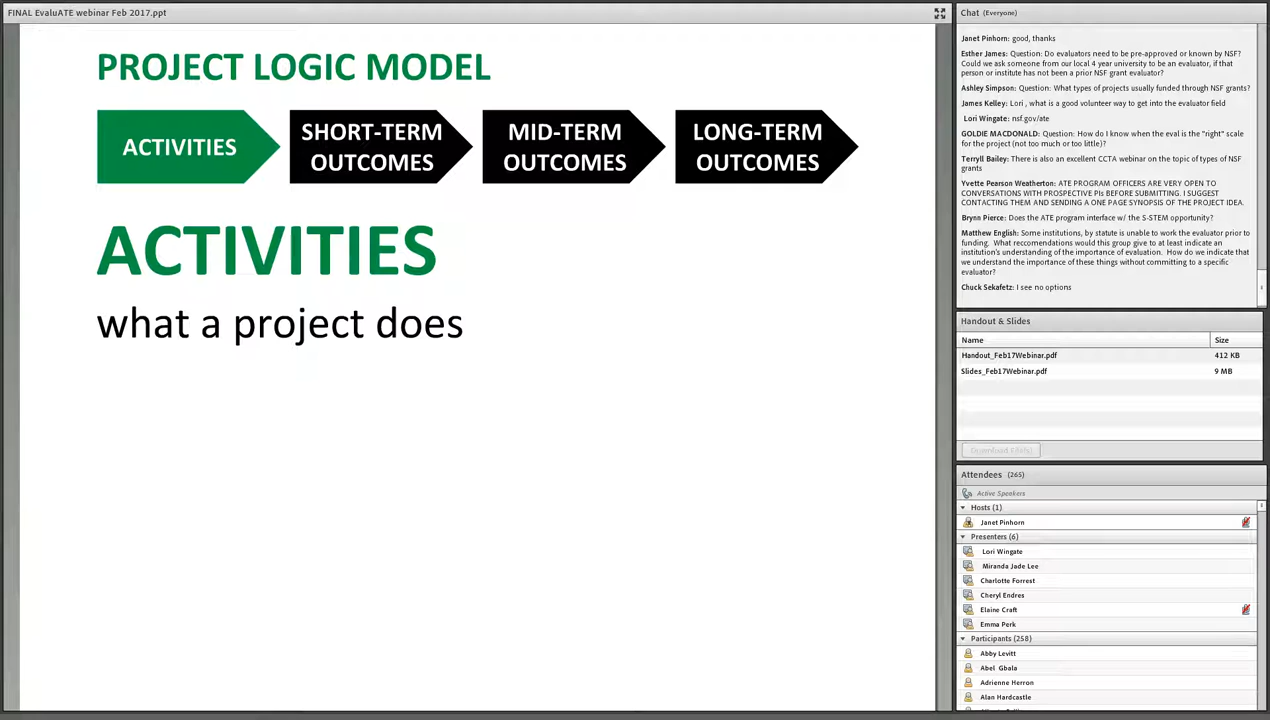 FINAL EvaluATE webinar Feb 2017.ppt
PROJECT LOGIC MODEL
ACTIVITIES
SHORT-TERM
OUTCOMES
MID-TERM
OUTCOMES
LONG-TERM
OUTCOMES
ACTIVITIES
what a project does
Chat (Everyone)
Janet Pinhorn: good, thanks
Esther James: Question: Do evaluators need to be pre-approved or known by NSF?
Could we ask someone from our local 4 year university to be an evaluator, if that
person or institute has not been a prior NSF grant evaluator?
Ashley Simpson: Question: What types of projects usually funded through NSF grants?
James Kelley: Lori , what is a good volunteer way to get into the evaluator field
Lori Wingate: nsf.gov/ate
GOLDIE MACDONALD: Question: How do I know when the eval is the "right" scale
for the project (not too much or too little)?
Terryll Bailey: There is also an excellent CCTA webinar on the topic of types of NSF
grants
Yvette Pearson Weatherton: ATE PROGRAM OFFICERS ARE VERY OPEN TO
CONVERSATIONS WITH PROSPECTIVE PIs BEFORE SUBMITTING. I SUGGEST
CONTACTING THEM AND SENDING A ONE PAGE SYNOPSIS OF THE PROJECT IDEA.
Brynn Pierce: Does the ATE program interface w/ the S-STEM opportunity?
Matthew English: Some institutions, by statute is unable to work the evaluator prior to
funding. What reccomendations would this group give to at least indicate an
institution's understanding of the importance of evaluation. How do we indicate that
we understand the importance of these things without committing to a specific
evaluator?
Chuck Sekafetz: I see no options
Handout & Slides
Name Size
Handout_Feb17Webinar.pdf 412 KB
Slides_Feb17Webinar.pdf 9 MB
Download File(s)
Attendees (265)
Active Speakers
Hosts (1)
Janet Pinhorn
Presenters (6)
Lori Wingate
Miranda Jade Lee
Charlotte Forrest
Cheryl Endres
Elaine Craft
Emma Perk
Participants (258)
Abby Levitt
Abel Gbala
Adrienne Herron
Alan Hardcastle